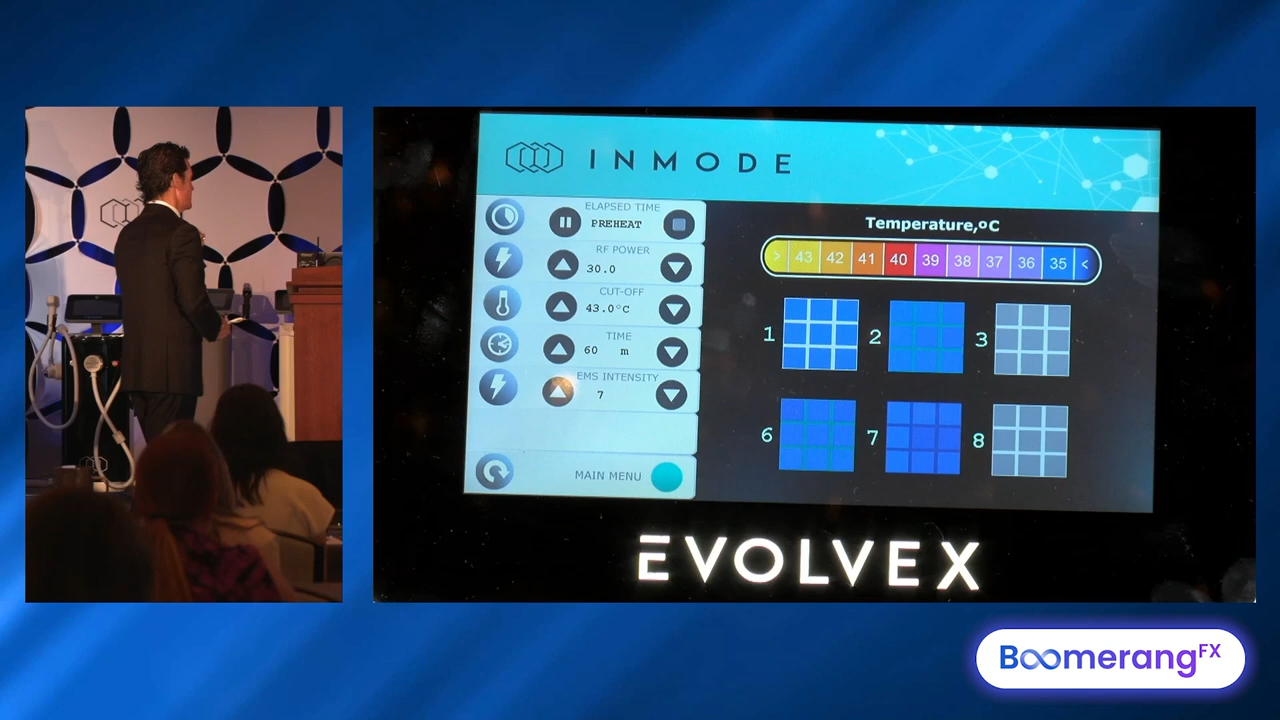 INMODE
ELAPSED TIME
PREHEAT
RF POWER
30.0
CUT-OFF
43.0°C
TIME
60 m
EMS INTENSITY
7
MAIN MENU
Temperature,ºC
> 43 42 41 40 39 38 37 36 35 <
1 2 3
6 7 8
EVOLVE X
BoomerangFX